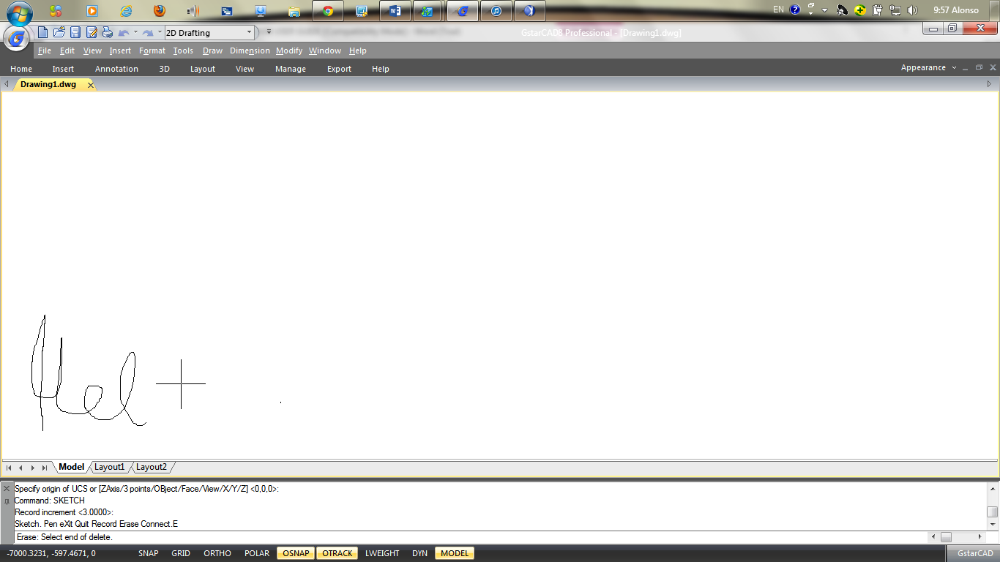 EN 9:57 Alonso
2D Drafting GstarCAD8 Professional - [Drawing1.dwg]
File Edit View Insert Format Tools Draw Dimension Modify Window Help
Home Insert Annotation 3D Layout View Manage Export Help Appearance
Drawing1.dwg
Hel
Model Layout1 Layout2
Specify origin of UCS or [ZAxis/3 points/OBject/Face/View/X/Y/Z] <0,0,0>:
Command: SKETCH
Record increment <3.0000>:
Sketch. Pen eXit Quit Record Erase Connect.E
Erase: Select end of delete.
-7000.3231, -597.4671, 0 SNAP GRID ORTHO POLAR OSNAP OTRACK LWEIGHT DYN MODEL GstarCAD